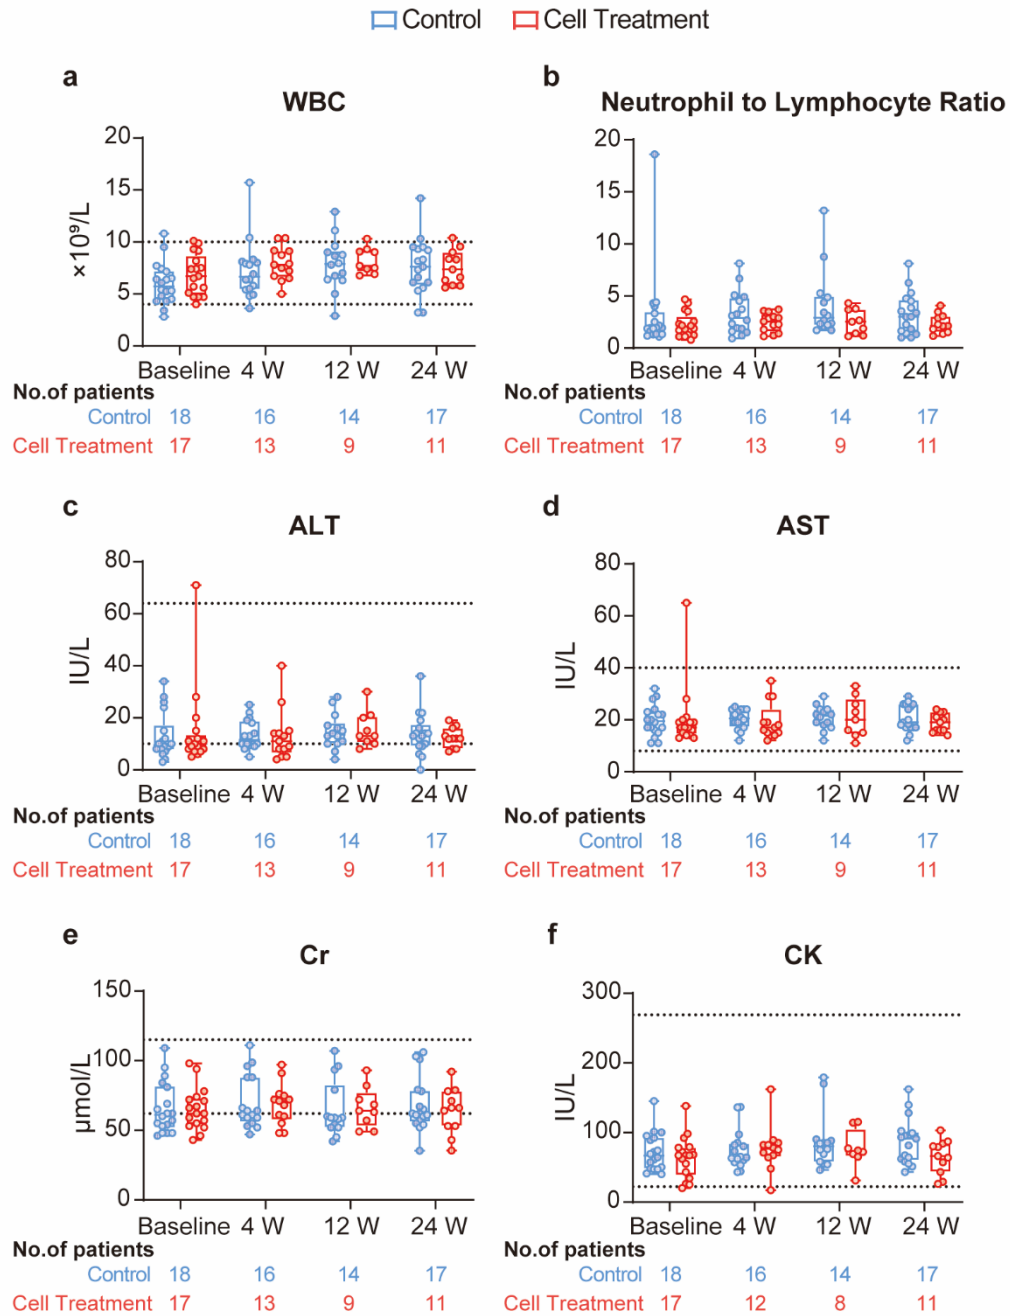 Control Cell Treatment
a
WBC
×10⁹/L
20
15
10
5
0
Baseline 4 W 12 W 24 W
No.of patients
Control 18 16 14 17
Cell Treatment 17 13 9 11
b
Neutrophil to Lymphocyte Ratio
20
15
10
5
0
Baseline 4 W 12 W 24 W
No.of patients
Control 18 16 14 17
Cell Treatment 17 13 9 11
c
ALT
IU/L
80
60
40
20
0
Baseline 4 W 12 W 24 W
No.of patients
Control 18 16 14 17
Cell Treatment 17 13 9 11
d
AST
IU/L
80
60
40
20
0
Baseline 4 W 12 W 24 W
No.of patients
Control 18 16 14 17
Cell Treatment 17 13 9 11
e
Cr
μmol/L
150
100
50
0
Baseline 4 W 12 W 24 W
No.of patients
Control 18 16 14 17
Cell Treatment 17 13 9 11
f
CK
IU/L
300
200
100
0
Baseline 4 W 12 W 24 W
No.of patients
Control 18 16 14 17
Cell Treatment 17 12 8 11